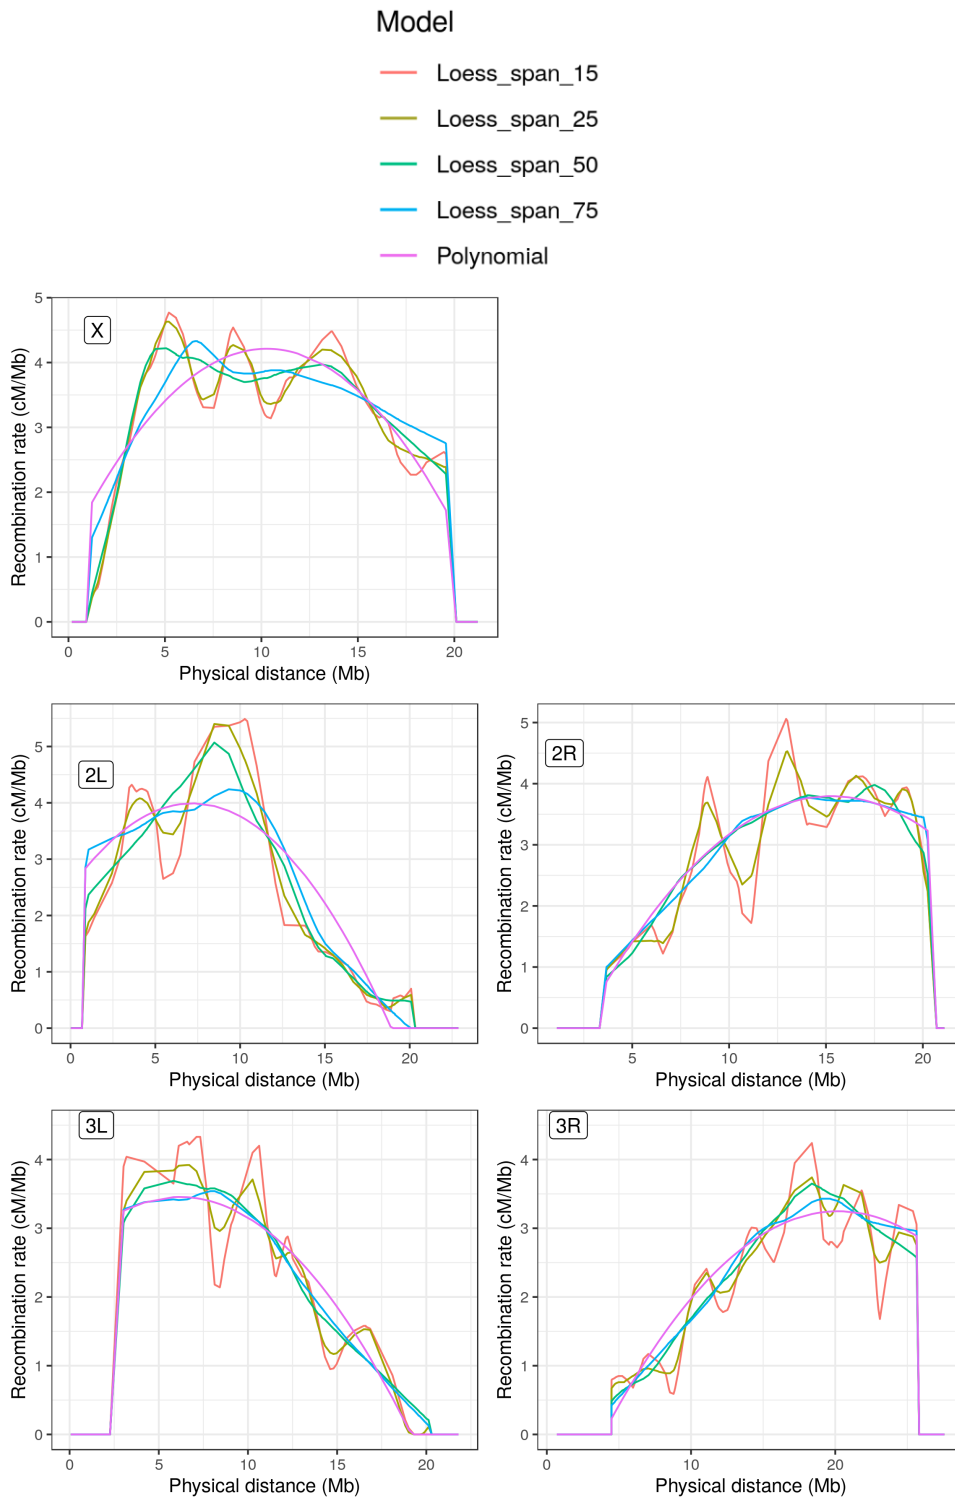 Model
Loess_span_15
Loess_span_25
Loess_span_50
Loess_span_75
Polynomial
X
Recombination rate (cM/Mb)
5
4
3
2
1
0
0 5 10 15 20
Physical distance (Mb)
2L
Recombination rate (cM/Mb)
5
4
3
2
1
0
0 5 10 15 20
Physical distance (Mb)
2R
Recombination rate (cM/Mb)
5
4
3
2
1
0
5 10 15 20
Physical distance (Mb)
3L
Recombination rate (cM/Mb)
4
3
2
1
0
0 5 10 15 20
Physical distance (Mb)
3R
Recombination rate (cM/Mb)
4
3
2
1
0
0 10 20
Physical distance (Mb)